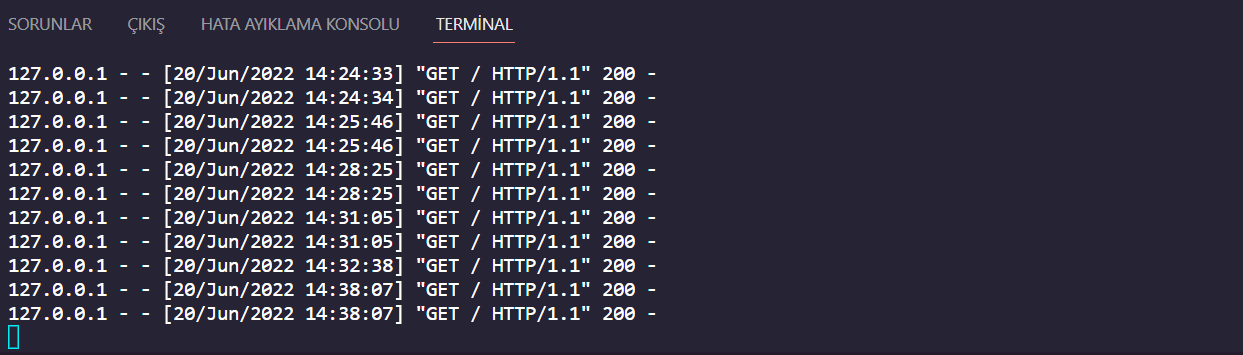 SORUNLAR ÇIKIŞ HATA AYIKLAMA KONSOLU TERMİNAL
127.0.0.1 - - [20/Jun/2022 14:24:33] "GET / HTTP/1.1" 200 -
127.0.0.1 - - [20/Jun/2022 14:24:34] "GET / HTTP/1.1" 200 -
127.0.0.1 - - [20/Jun/2022 14:25:46] "GET / HTTP/1.1" 200 -
127.0.0.1 - - [20/Jun/2022 14:25:46] "GET / HTTP/1.1" 200 -
127.0.0.1 - - [20/Jun/2022 14:28:25] "GET / HTTP/1.1" 200 -
127.0.0.1 - - [20/Jun/2022 14:28:25] "GET / HTTP/1.1" 200 -
127.0.0.1 - - [20/Jun/2022 14:31:05] "GET / HTTP/1.1" 200 -
127.0.0.1 - - [20/Jun/2022 14:31:05] "GET / HTTP/1.1" 200 -
127.0.0.1 - - [20/Jun/2022 14:32:38] "GET / HTTP/1.1" 200 -
127.0.0.1 - - [20/Jun/2022 14:38:07] "GET / HTTP/1.1" 200 -
127.0.0.1 - - [20/Jun/2022 14:38:07] "GET / HTTP/1.1" 200 -